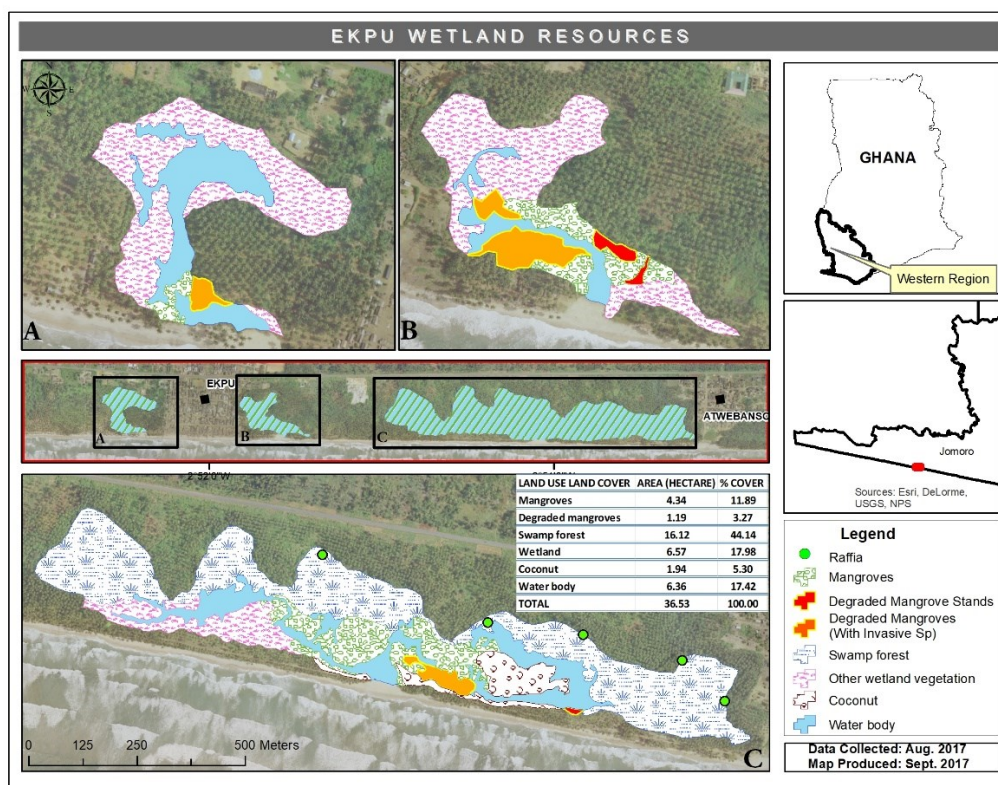 EKPU WETLAND RESOURCES
N
W
E
S
A
B
GHANA
Western Region
EKPU
ATWEBANSO
A
B
C
2°52'0"W
Jomoro
Sources: Esri, DeLorme,
USGS, NPS
LAND USE LAND COVER AREA (HECTARE) % COVER
Mangroves 4.34 11.89
Degraded mangroves 1.19 3.27
Swamp forest 16.12 44.14
Wetland 6.57 17.98
Coconut 1.94 5.30
Water body 6.36 17.42
TOTAL 36.53 100.00
0 125 250 500 Meters
C
Legend
Raffia
Mangroves
Degraded Mangrove Stands
Degraded Mangroves
(With Invasive Sp)
Swamp forest
Other wetland vegetation
Coconut
Water body
Data Collected: Aug. 2017
Map Produced: Sept. 2017